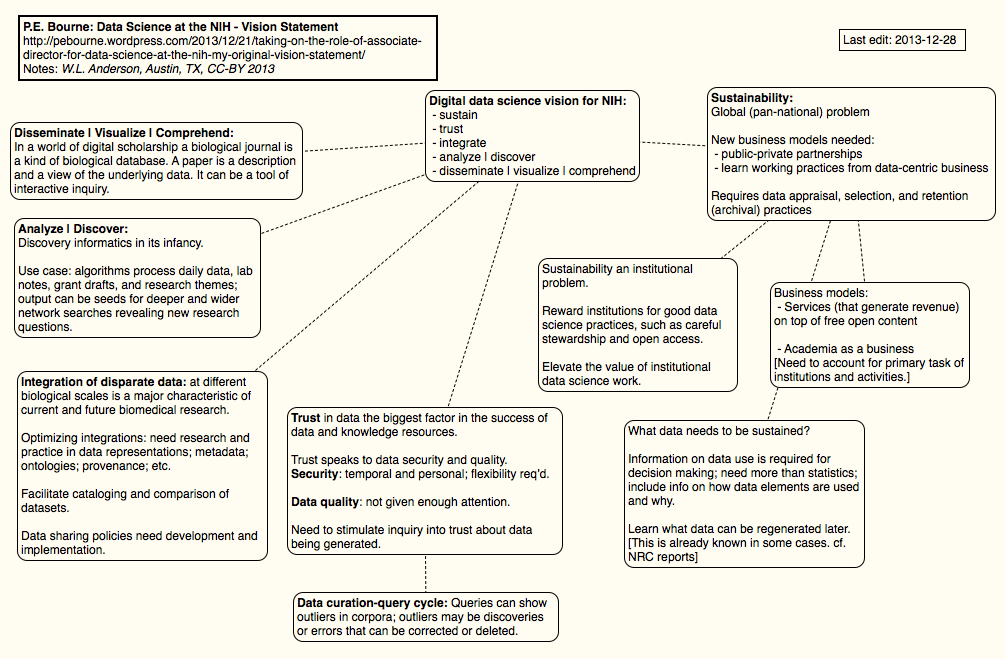 P.E. Bourne: Data Science at the NIH - Vision Statement
http://pebourne.wordpress.com/2013/12/21/taking-on-the-role-of-associate-
director-for-data-science-at-the-nih-my-original-vision-statement/
Notes: W.L. Anderson, Austin, TX, CC-BY 2013
Last edit: 2013-12-28
Digital data science vision for NIH:
- sustain
- trust
- integrate
- analyze | discover
- disseminate | visualize | comprehend
Sustainability:
Global (pan-national) problem
New business models needed:
- public-private partnerships
- learn working practices from data-centric business
Requires data appraisal, selection, and retention
(archival) practices
Disseminate | Visualize | Comprehend:
In a world of digital scholarship a biological journal is
a kind of biological database. A paper is a description
and a view of the underlying data. It can be a tool of
interactive inquiry.
Analyze | Discover:
Discovery informatics in its infancy.
Use case: algorithms process daily data, lab
notes, grant drafts, and research themes;
output can be seeds for deeper and wider
network searches revealing new research
questions.
Sustainability an institutional
problem.
Reward institutions for good data
science practices, such as careful
stewardship and open access.
Elevate the value of institutional
data science work.
Business models:
- Services (that generate revenue)
on top of free open content
- Academia as a business
[Need to account for primary task of
institutions and activities.]
Integration of disparate data: at different
biological scales is a major characteristic of
current and future biomedical research.
Optimizing integrations: need research and
practice in data representations; metadata;
ontologies; provenance; etc.
Facilitate cataloging and comparison of
datasets.
Data sharing policies need development and
implementation.
Trust in data the biggest factor in the success of
data and knowledge resources.
Trust speaks to data security and quality.
Security: temporal and personal; flexibility req'd.
Data quality: not given enough attention.
Need to stimulate inquiry into trust about data
being generated.
What data needs to be sustained?
Information on data use is required for
decision making; need more than statistics;
include info on how data elements are used
and why.
Learn what data can be regenerated later.
[This is already known in some cases. cf.
NRC reports]
Data curation-query cycle: Queries can show
outliers in corpora; outliers may be discoveries
or errors that can be corrected or deleted.